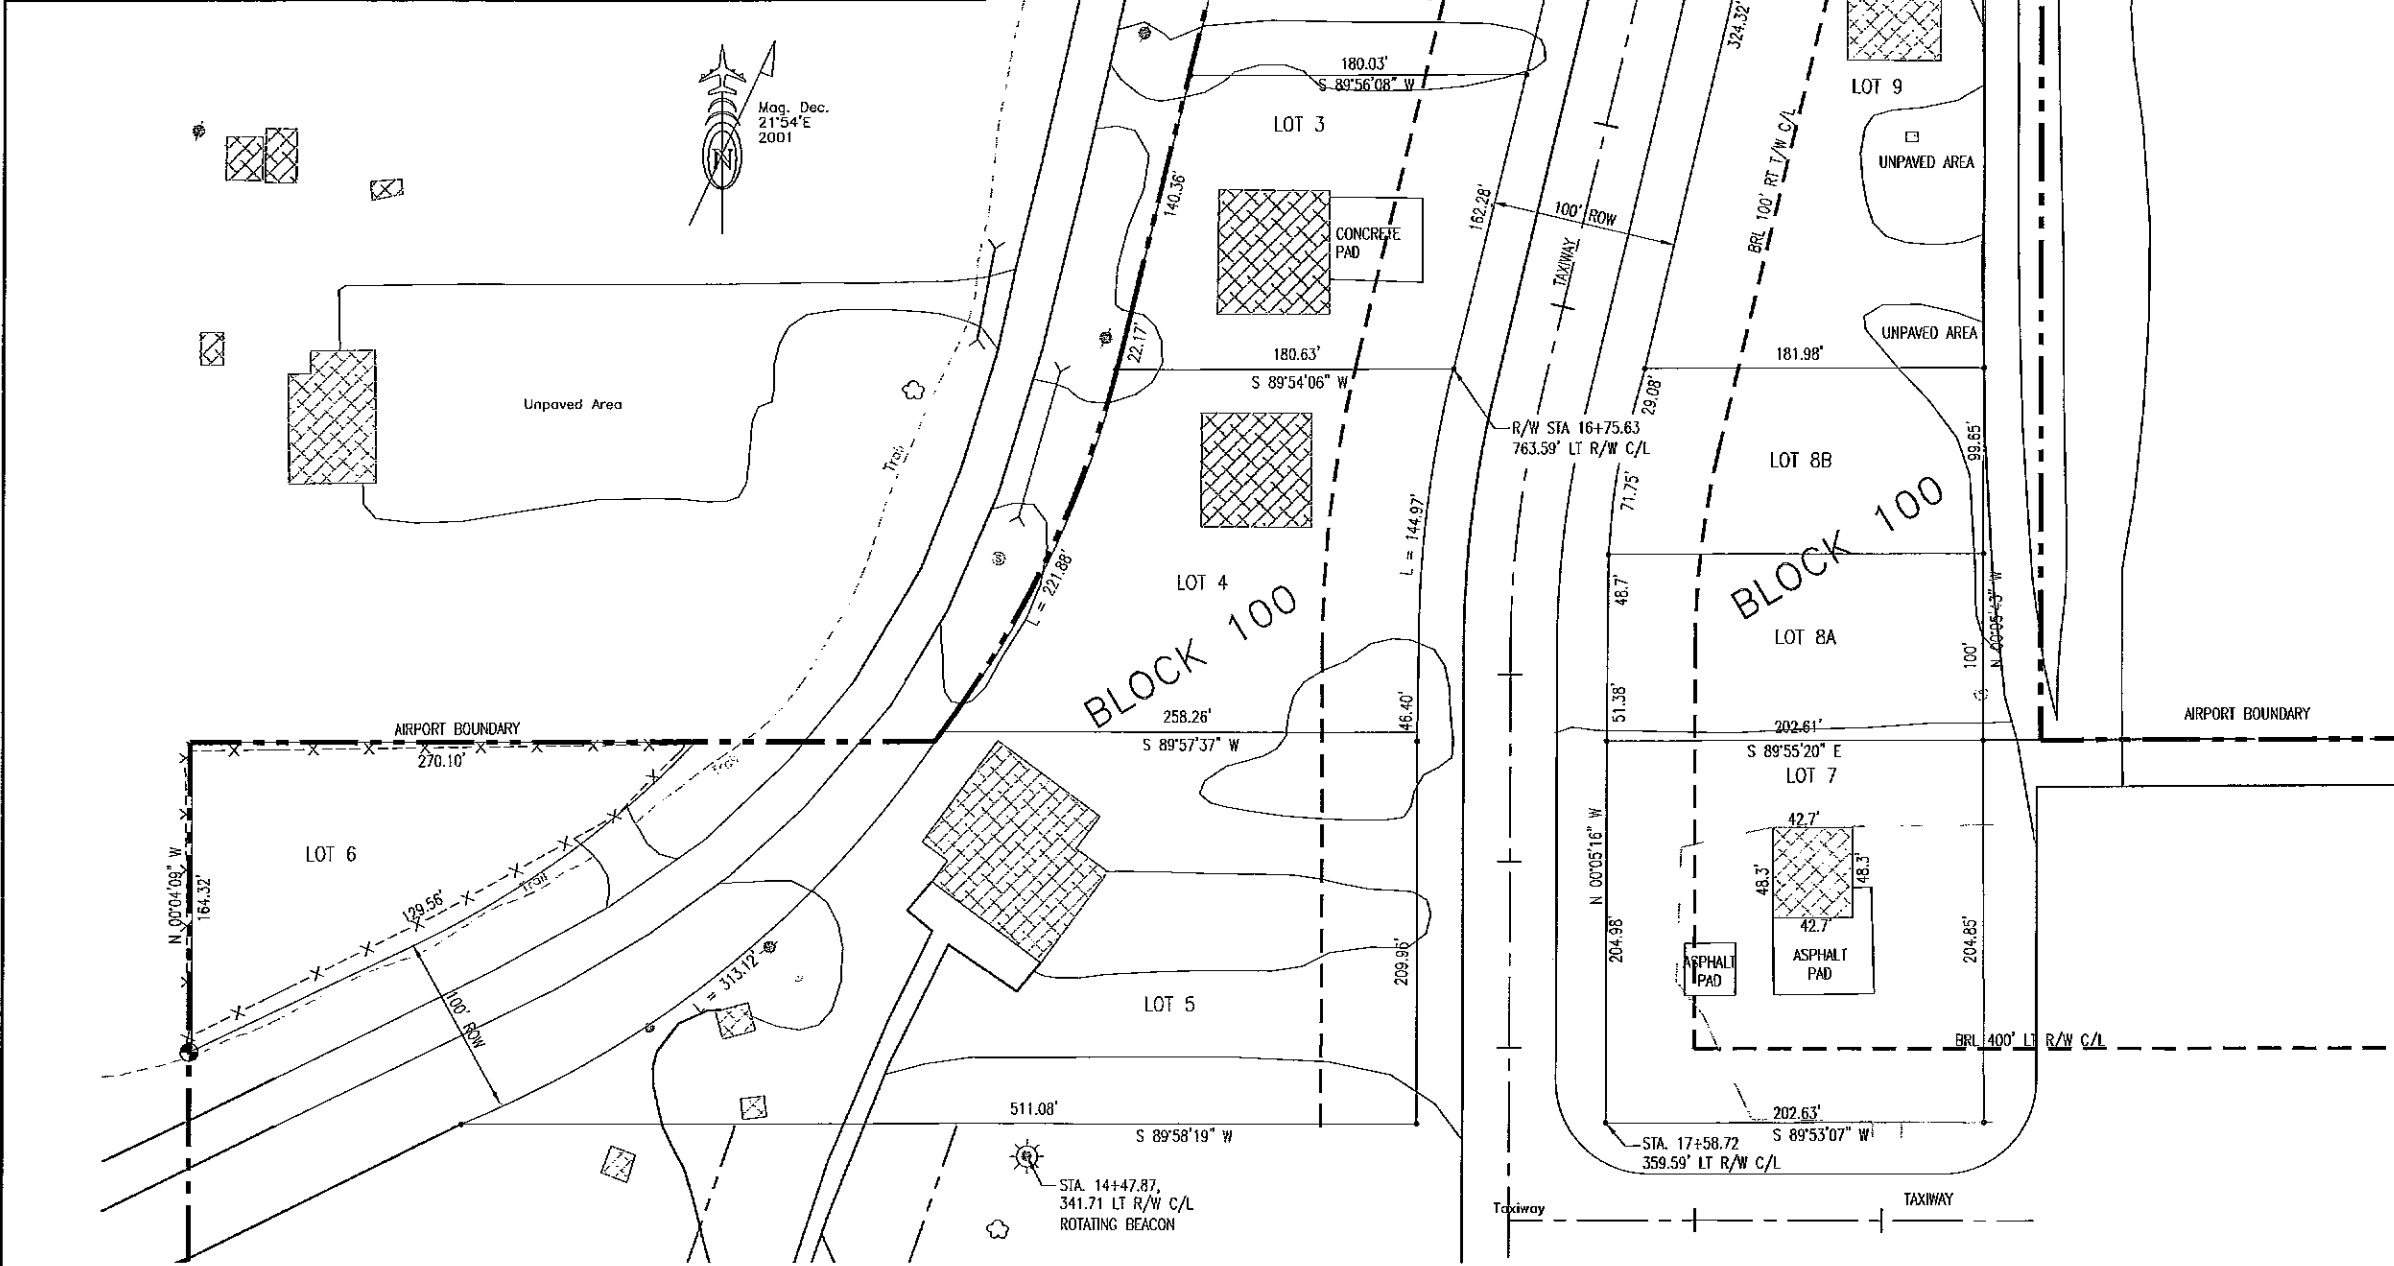 324.32'
180.03'
S 89°56'08" W
LOT 3
LOT 9
Mag. Dec.
21°54'E
2001
N
UNPAVED AREA
BRL 100' RT T/W C/L
140.36'
162.28'
100' ROW
TAXIWAY
CONCRETE
PAD
22.17'
180.63'
S 89°54'06" W
UNPAVED AREA
181.98'
29.08'
Unpaved Area
Trail
R/W STA 16+75.63
763.59' LT R/W C/L
LOT 8B
99.65'
71.75'
L = 144.97'
BLOCK 100
L = 221.88'
LOT 4
BLOCK 100
48.7'
LOT 8A
N 00°05'43" W
100'
46.40'
51.38'
258.26'
S 89°57'37" W
202.61'
S 89°55'20" E
LOT 7
AIRPORT BOUNDARY
AIRPORT BOUNDARY
270.10'
Trail
LOT 6
N 00°04'09" W
164.32'
129.56'
Trail
100' ROW
L = 313.12'
209.96'
LOT 5
N 00°05'16" W
204.98'
42.7'
48.3'
48.3'
42.7'
ASPHALT
PAD
ASPHALT
PAD
204.85'
BRL 400' LT R/W C/L
511.08'
S 89°58'19" W
202.63'
S 89°53'07" W
STA. 17+58.72
359.59' LT R/W C/L
STA. 14+47.87,
341.71 LT R/W C/L
ROTATING BEACON
Taxiway
TAXIWAY